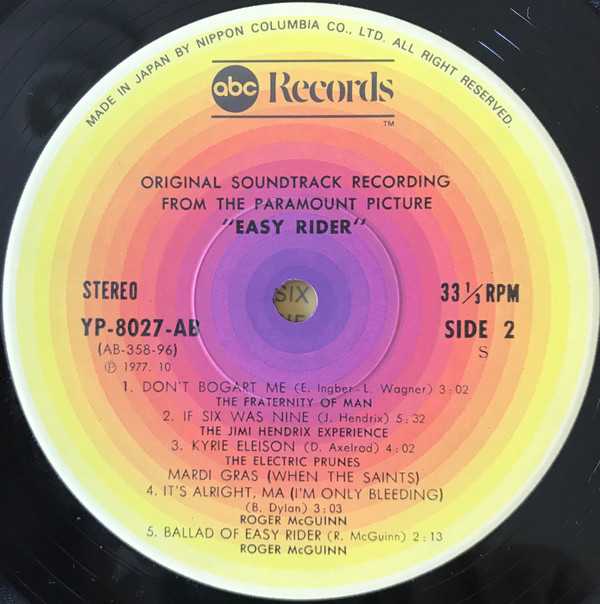 MADE IN JAPAN BY NIPPON COLUMBIA CO., LTD. ALL RIGHT RESERVED.
abc Records
TM
ORIGINAL SOUNDTRACK RECORDING
FROM THE PARAMOUNT PICTURE
"EASY RIDER"
STEREO
33 1/3 RPM
SIX
YP-8027-AB
SIDE 2
(AB-358-96)
S
Ⓟ 1977. 10
1. DON'T BOGART ME (E. Ingber-L. Wagner) 3:02
THE FRATERNITY OF MAN
2. IF SIX WAS NINE (J. Hendrix) 5:32
THE JIMI HENDRIX EXPERIENCE
3. KYRIE ELEISON (D. Axelrod) 4:02
THE ELECTRIC PRUNES
MARDI GRAS (WHEN THE SAINTS)
4. IT'S ALRIGHT, MA (I'M ONLY BLEEDING)
(B. Dylan) 3:03
ROGER McGUINN
5. BALLAD OF EASY RIDER (R. McGuinn) 2:13
ROGER McGUINN